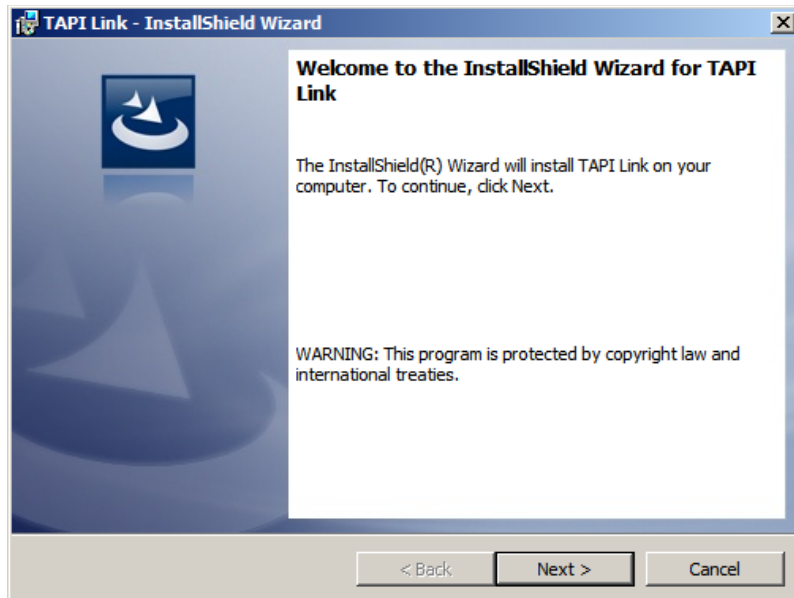 TAPI Link - InstallShield Wizard
Welcome to the InstallShield Wizard for TAPI
Link
The InstallShield(R) Wizard will install TAPI Link on your
computer. To continue, click Next.
WARNING: This program is protected by copyright law and
international treaties.
< Back
Next >
Cancel